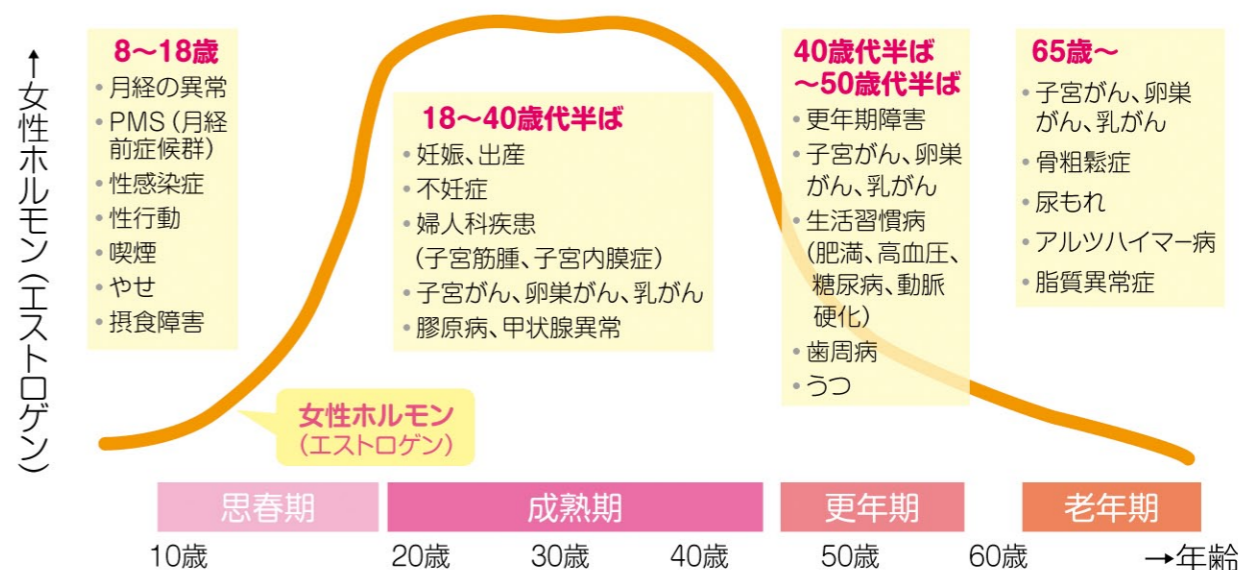 ←女性ホルモン（エストロゲン）
8〜18歳
• 月経の異常
• PMS（月経
前症候群）
• 性感染症
• 性行動
• 喫煙
• やせ
• 摂食障害
18〜40歳代半ば
• 妊娠、出産
• 不妊症
• 婦人科疾患
（子宮筋腫、子宮内膜症）
• 子宮がん、卵巣がん、乳がん
• 膠原病、甲状腺異常
40歳代半ば
〜50歳代半ば
• 更年期障害
• 子宮がん、卵巣
がん、乳がん
• 生活習慣病
（肥満、高血圧、
糖尿病、動脈
硬化）
• 歯周病
• うつ
65歳〜
• 子宮がん、卵巣
がん、乳がん
• 骨粗鬆症
• 尿もれ
• アルツハイマー病
• 脂質異常症
女性ホルモン
（エストロゲン）
思春期 成熟期 更年期 老年期
10歳 20歳 30歳 40歳 50歳 60歳 →年齢